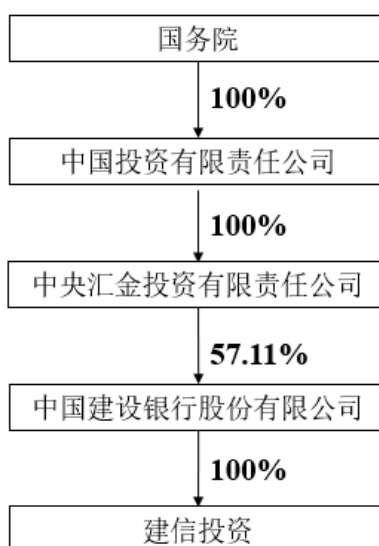 国务院
100%
中国投资有限责任公司
100%
中央汇金投资有限责任公司
57.11%
中国建设银行股份有限公司
100%
建信投资